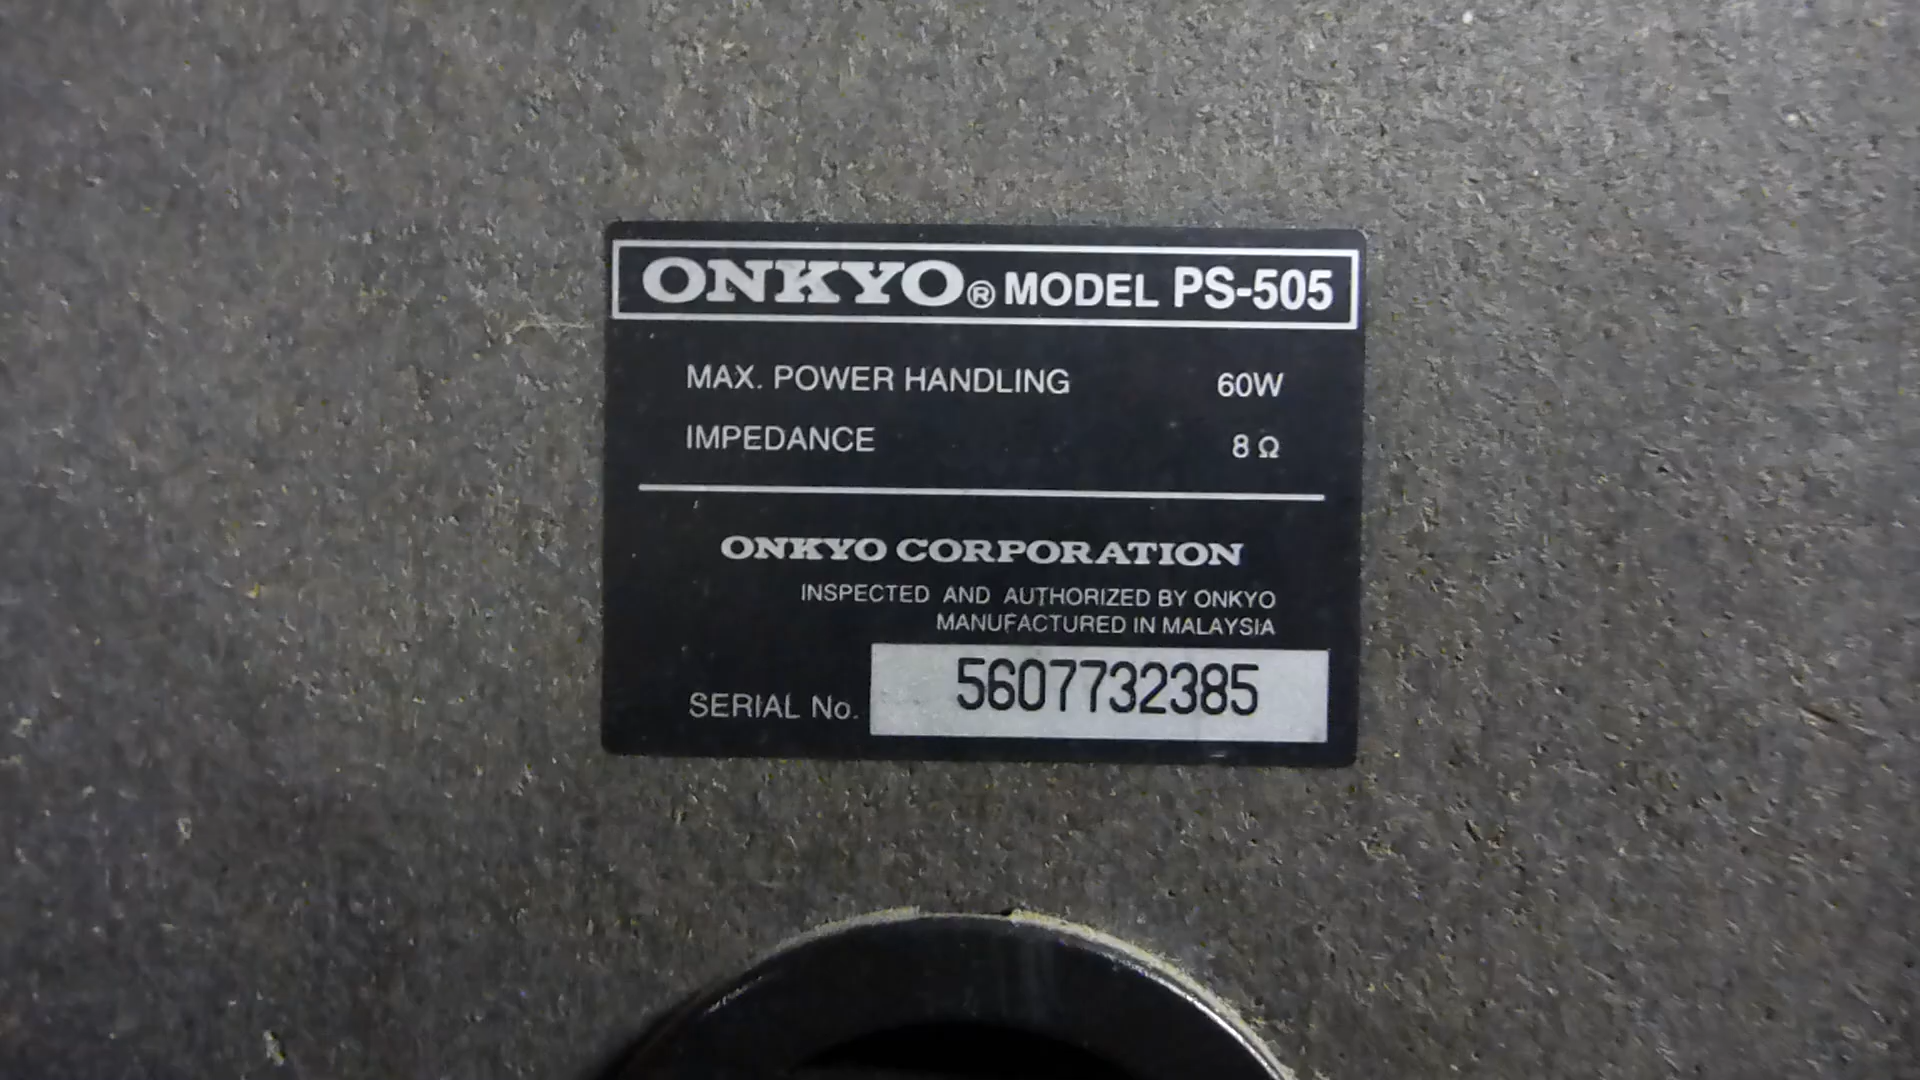 ONKYO® MODEL PS-505
MAX. POWER HANDLING 60W
IMPEDANCE 8 Ω
ONKYO CORPORATION
INSPECTED AND AUTHORIZED BY ONKYO
MANUFACTURED IN MALAYSIA
SERIAL No. 5607732385